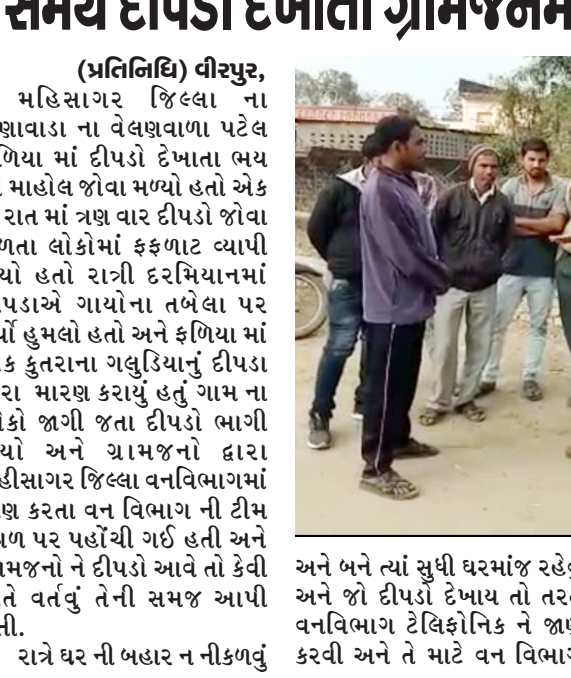 સમયે દીપડો દેખાતા
(પ્રતિનિધિ) વીરપુર,
મહિસાગર જિલ્લા ના
ણાવાડા ના વેલણવાળા પટેલ
ળિયા માં દીપડો દેખાતા ભય
માહોલ જોવા મળ્યો હતો એક
રાત માં ત્રણ વાર દીપડો જોવા
ળતા લોકોમાં ફફળાટ વ્યાપી
યો હતો રાત્રી દરમિયાનમાં
પડાએ ગાયોના તબેલા પર
ર્યો હુમલો હતો અને ફળિયા માં
ક કુતરાના ગલુડિયાનું દીપડા
રા મારણ કરાયું હતું ગામ ના
ોકો જાગી જતા દીપડો ભાગી
યો અને ગ્રામજનો દ્વારા
હીસાગર જિલ્લા વનવિભાગમાં
ણ કરતા વન વિભાગ ની ટીમ
ળ પર પહોંચી ગઈ હતી અને
ામજનો ને દીપડો આવે તો કેવી
તે વર્તવું તેની સમજ આપી
તી.
રાત્રે ઘર ની બહાર ન નીકળવું
અને બને ત્યાં સુધી ઘરમાંજ રહેવુ
અને જો દીપડો દેખાય તો તરત
વનવિભાગ ટેલિફોનિક ને જાણ
કરવી અને તે માટે વન વિભાગ